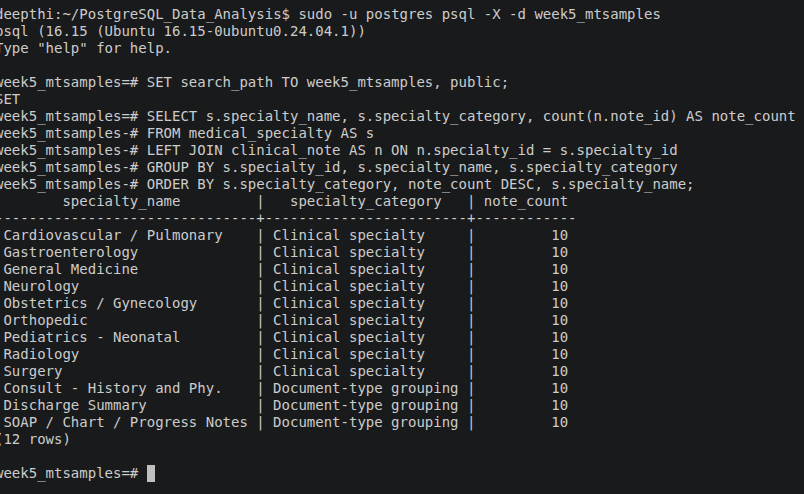 deepthi:~/PostgreSQL_Data_Analysis$ sudo -u postgres psql -X -d week5_mtsamples
psql (16.15 (Ubuntu 16.15-0ubuntu0.24.04.1))
Type "help" for help.

week5_mtsamples=# SET search_path TO week5_mtsamples, public;
SET
week5_mtsamples=# SELECT s.specialty_name, s.specialty_category, count(n.note_id) AS note_count
week5_mtsamples-# FROM medical_specialty AS s
week5_mtsamples-# LEFT JOIN clinical_note AS n ON n.specialty_id = s.specialty_id
week5_mtsamples-# GROUP BY s.specialty_id, s.specialty_name, s.specialty_category
week5_mtsamples-# ORDER BY s.specialty_category, note_count DESC, s.specialty_name;
       specialty_name         |   specialty_category   | note_count
------------------------------+------------------------+------------
 Cardiovascular / Pulmonary    | Clinical specialty     |         10
 Gastroenterology              | Clinical specialty     |         10
 General Medicine              | Clinical specialty     |         10
 Neurology                     | Clinical specialty     |         10
 Obstetrics / Gynecology       | Clinical specialty     |         10
 Orthopedic                    | Clinical specialty     |         10
 Pediatrics - Neonatal         | Clinical specialty     |         10
 Radiology                     | Clinical specialty     |         10
 Surgery                       | Clinical specialty     |         10
 Consult - History and Phy.    | Document-type grouping |         10
 Discharge Summary             | Document-type grouping |         10
 SOAP / Chart / Progress Notes | Document-type grouping |         10
(12 rows)

week5_mtsamples=#